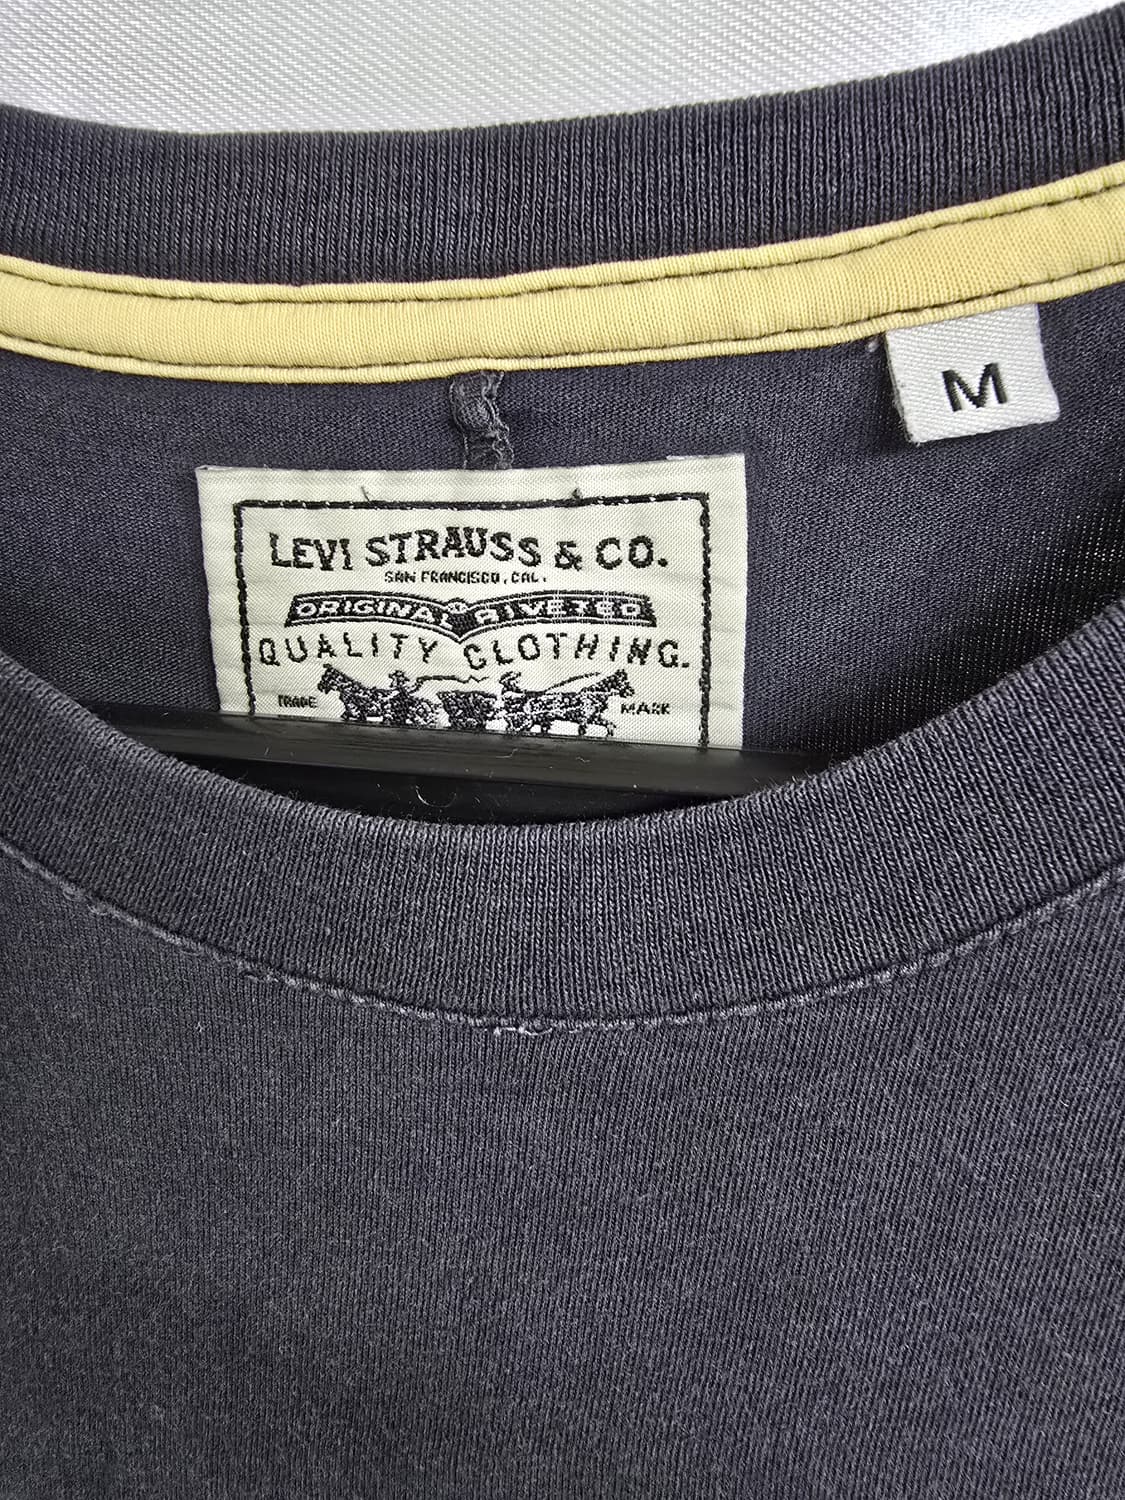 M
LEVI STRAUSS & CO.
SAN FRANCISCO, CAL.
ORIGINAL RIVETED
QUALITY CLOTHING.
TRADE MARK